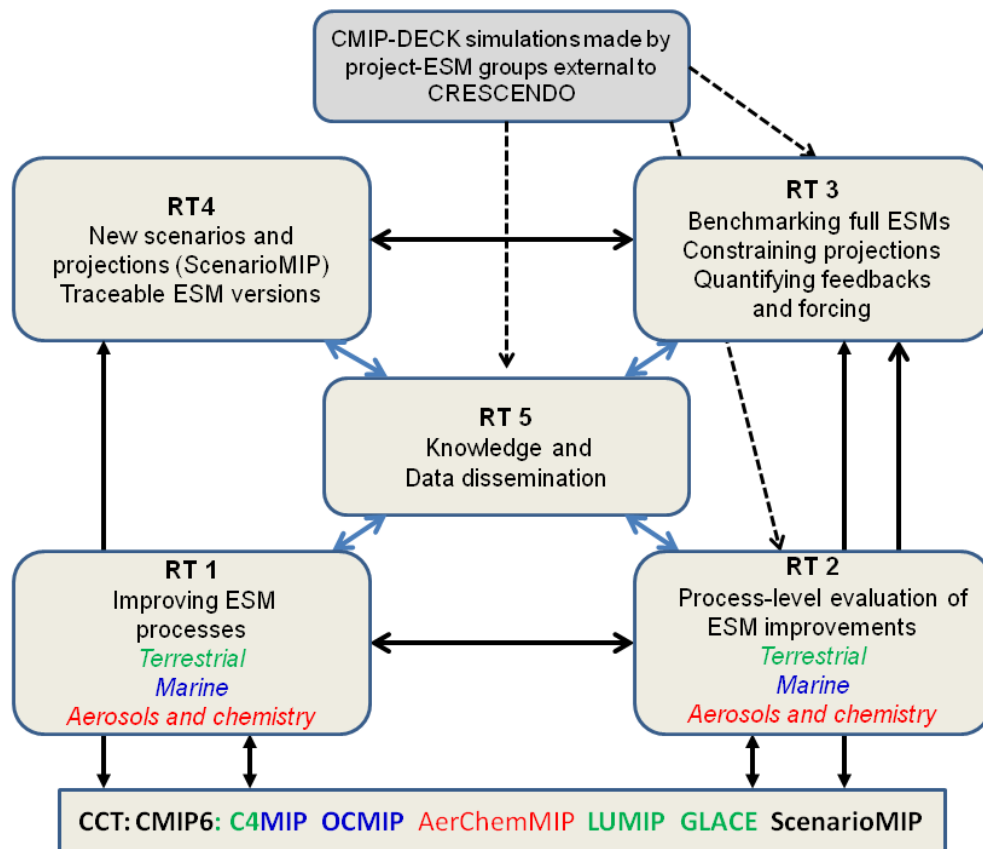 CMIP-DECK simulations made by
project-ESM groups external to
CRESCENDO
RT4
New scenarios and
projections (ScenarioMIP)
Traceable ESM versions
RT 3
Benchmarking full ESMs
Constraining projections
Quantifying feedbacks
and forcing
RT 5
Knowledge and
Data dissemination
RT 1
Improving ESM
processes
Terrestrial
Marine
Aerosols and chemistry
RT 2
Process-level evaluation of
ESM improvements
Terrestrial
Marine
Aerosols and chemistry
CCT: CMIP6: C4MIP OCMIP AerChemMIP LUMIP GLACE ScenarioMIP